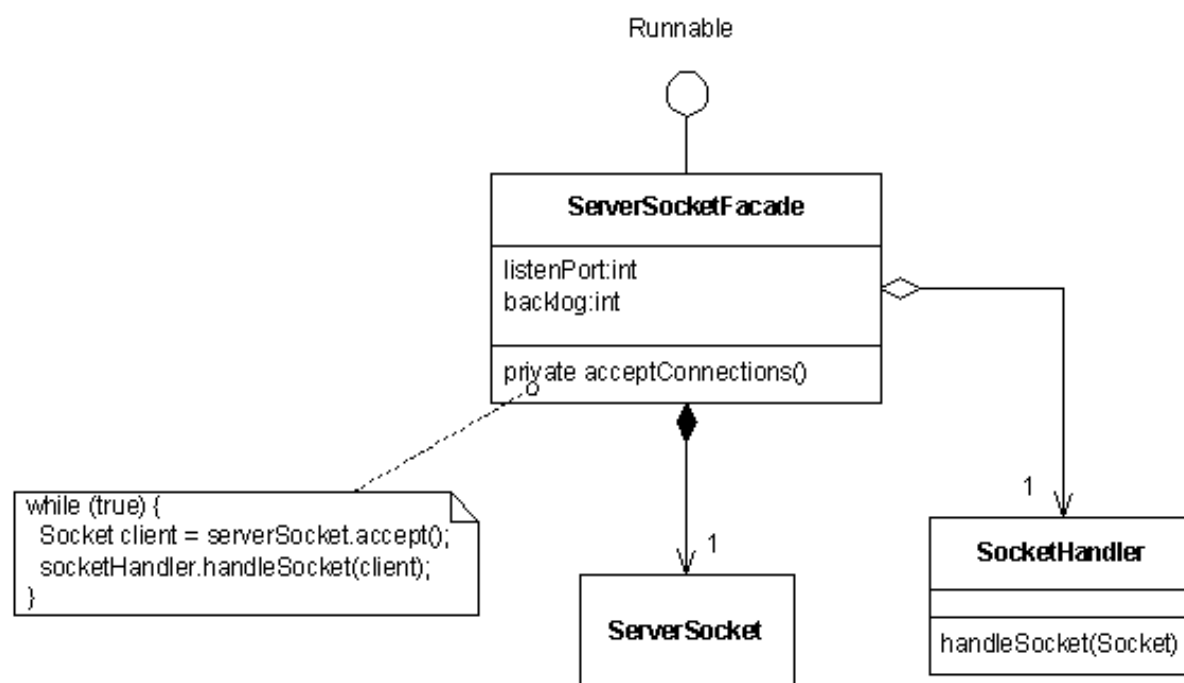 Runnable
ServerSocketFacade
listenPort:int
backlog:int
private acceptConnections()
while (true) {
Socket client = serverSocket.accept();
socketHandler.handleSocket(client);
}
1
ServerSocket
1
SocketHandler
handleSocket(Socket)